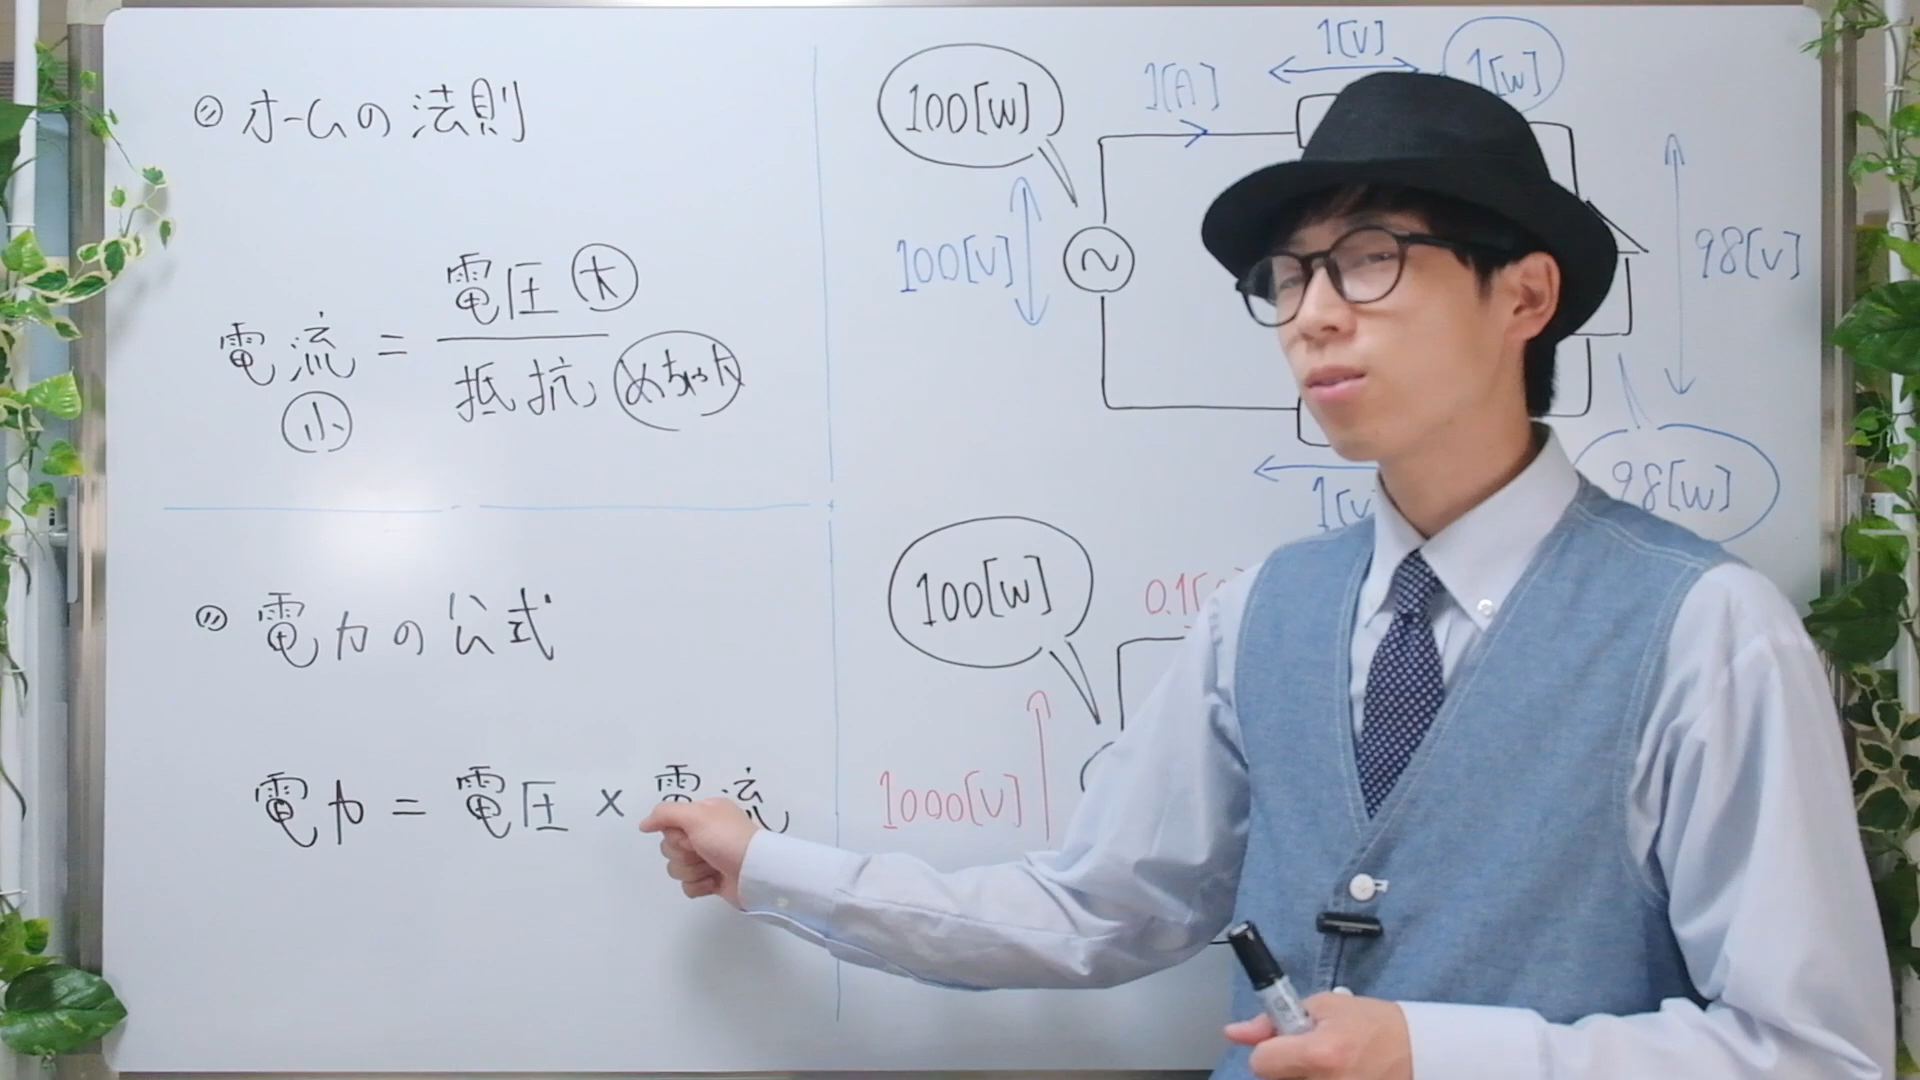 オームの法則
電圧 大
電流 =
抵抗 めちゃ大
小
電力の公式
電力 = 電圧 × 電流
100[W]
1[A]
1[V]
1[W]
100[V]
98[V]
1[V]
98[W]
100[W]
0.1[
1000[V]